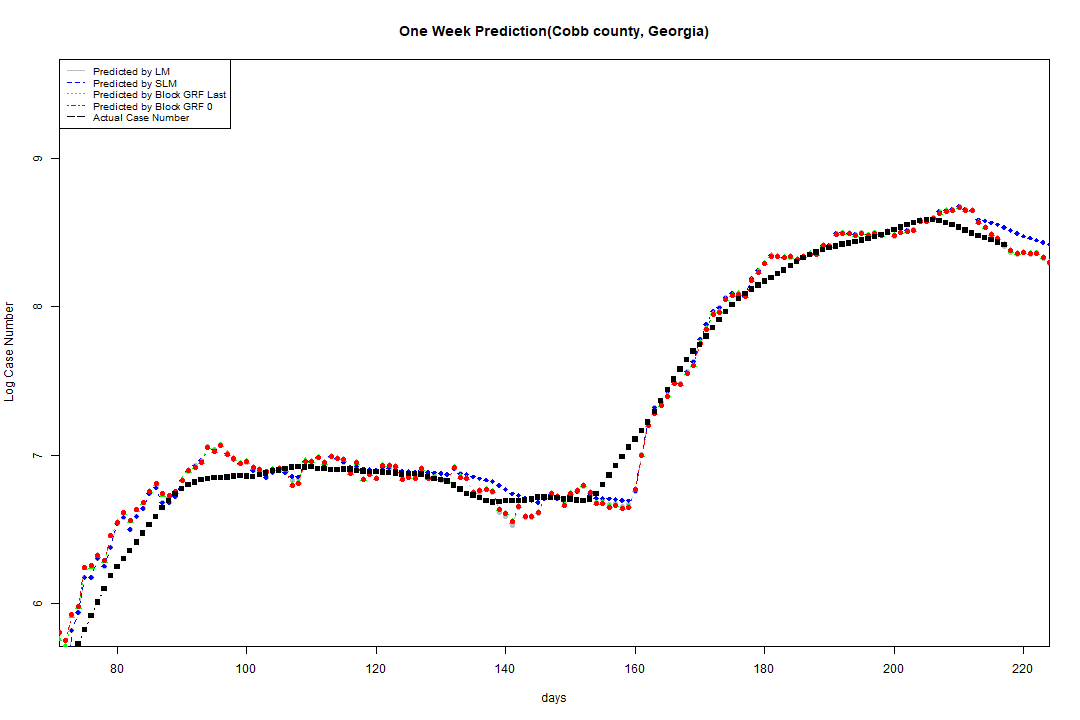 One Week Prediction(Cobb county, Georgia)
Predicted by LM
Predicted by SLM
Predicted by Block GRF Last
Predicted by Block GRF 0
Actual Case Number
9
8
7
6
Log Case Number
80 100 120 140 160 180 200 220
days